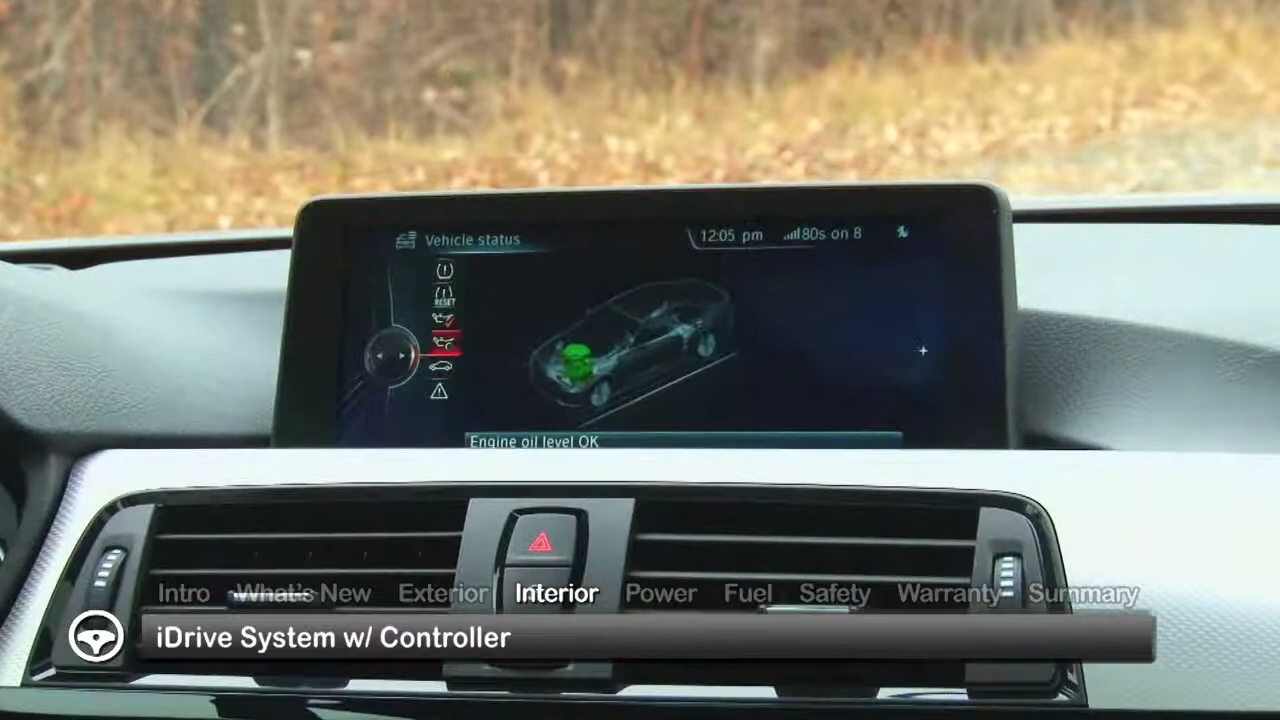 Vehicle status
12:05 pm 80s on 8
RESET
Engine oil level OK
Intro What's New Exterior Interior Power Fuel Safety Warranty Summary
iDrive System w/ Controller